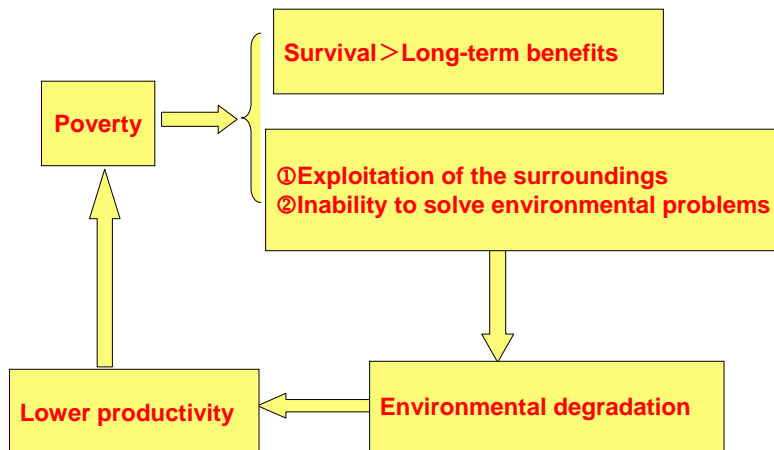 Survival＞Long-term benefits
Poverty
①Exploitation of the surroundings
②Inability to solve environmental problems
Lower productivity
Environmental degradation